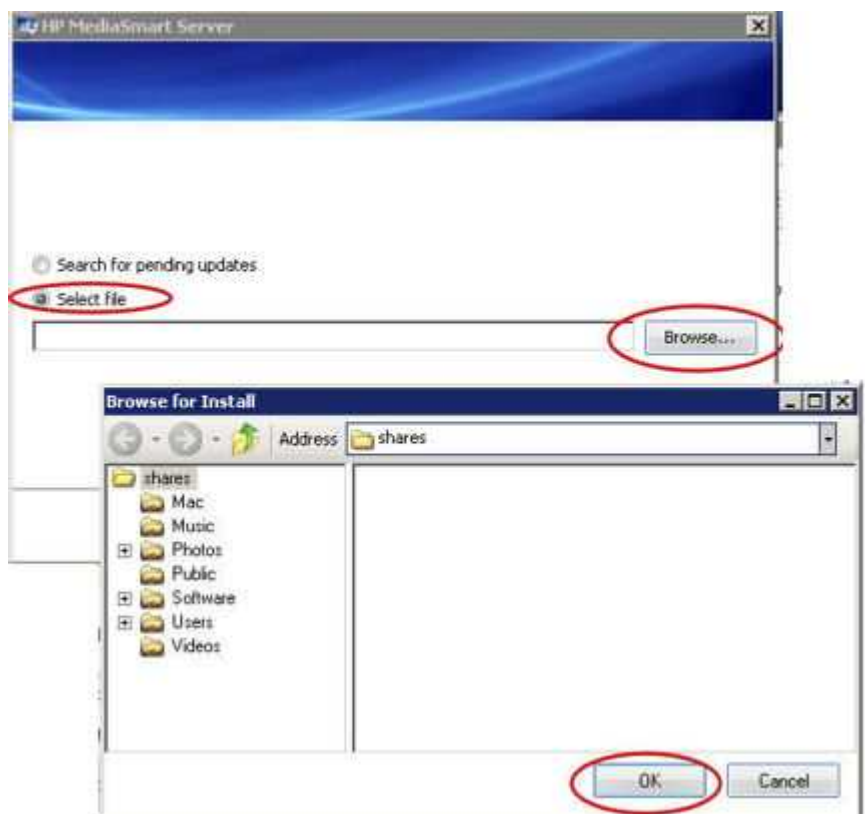 HP MediaSmart Server
Search for pending updates
Select file
Browse...
Browse for Install
Address shares
shares
Mac
Music
Photos
Public
Software
Users
Videos
OK Cancel